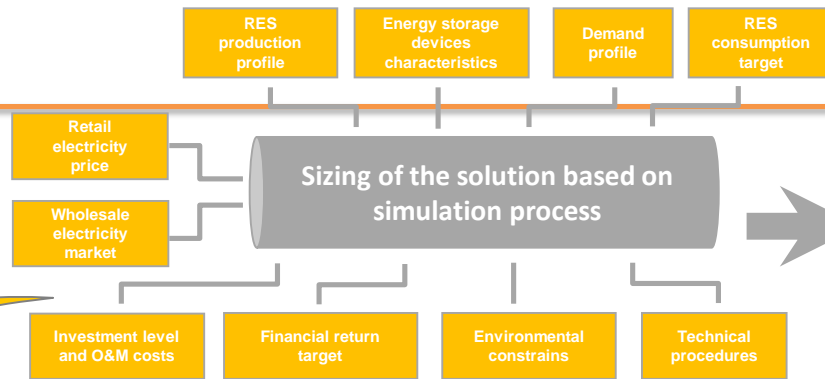 RES
production
profile
Energy storage
devices
characteristics
Demand
profile
RES
consumption
target
Retail
electricity
price
Wholesale
electricity
market
Sizing of the solution based on
simulation process
Investment level
and O&M costs
Financial return
target
Environmental
constrains
Technical
procedures